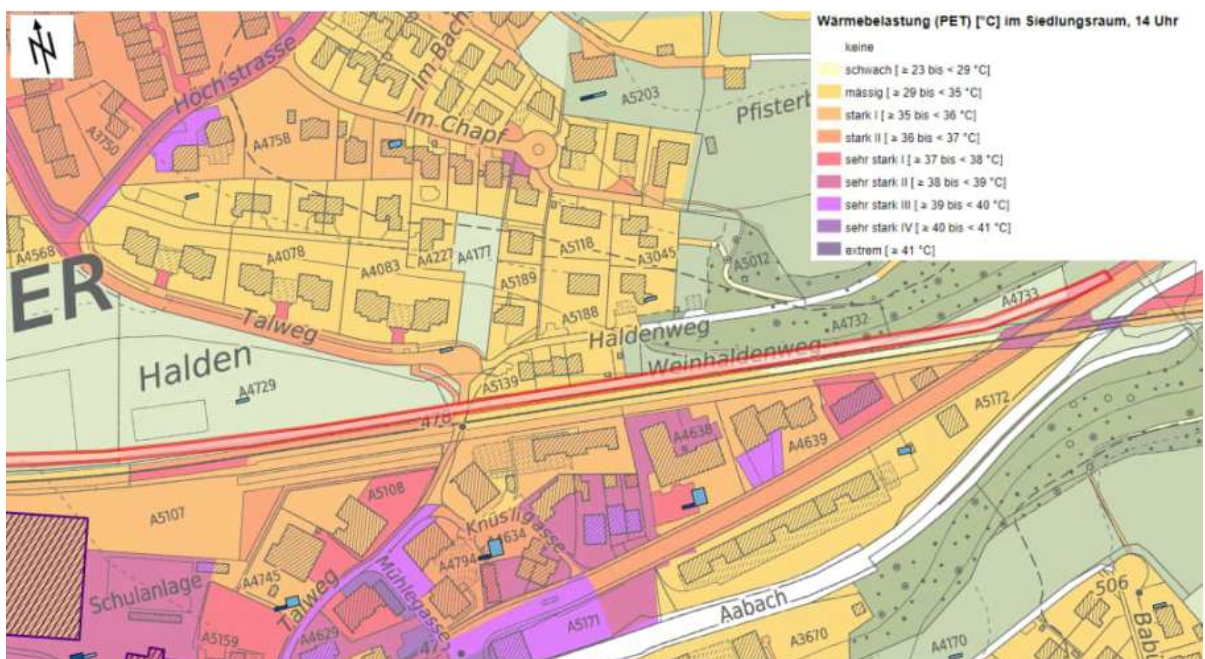 N
Wärmebelastung (PET) [°C] im Siedlungsraum, 14 Uhr
keine
schwach [ ≥ 23 bis < 29 °C]
mässig [ ≥ 29 bis < 35 °C]
stark I [ ≥ 35 bis < 36 °C]
stark II [ ≥ 36 bis < 37 °C]
sehr stark I [ ≥ 37 bis < 38 °C]
sehr stark II [ ≥ 38 bis < 39 °C]
sehr stark III [ ≥ 39 bis < 40 °C]
sehr stark IV [ ≥ 40 bis < 41 °C]
extrem [ ≥ 41 °C]
Höchstrasse
Im Bach
A5203
Pfisterb
A3750
A4758
Im Chapf
A4568
A4078
A4083
A4227
A4177
A5189
A5118
A3045
A5012
A5188
ER
Talweg
Haldenweg
A4733
A4732
Weinhaldenweg
Halden
A4729
A5139
478
A5172
A4638
A4639
A5108
A5107
Knüsligasse
4634
A4794
Schulanlage
A4745
Talweg
Mühlegasse
A5159
A4629
A5171
Aabach
A3670
506
A4170
Babü